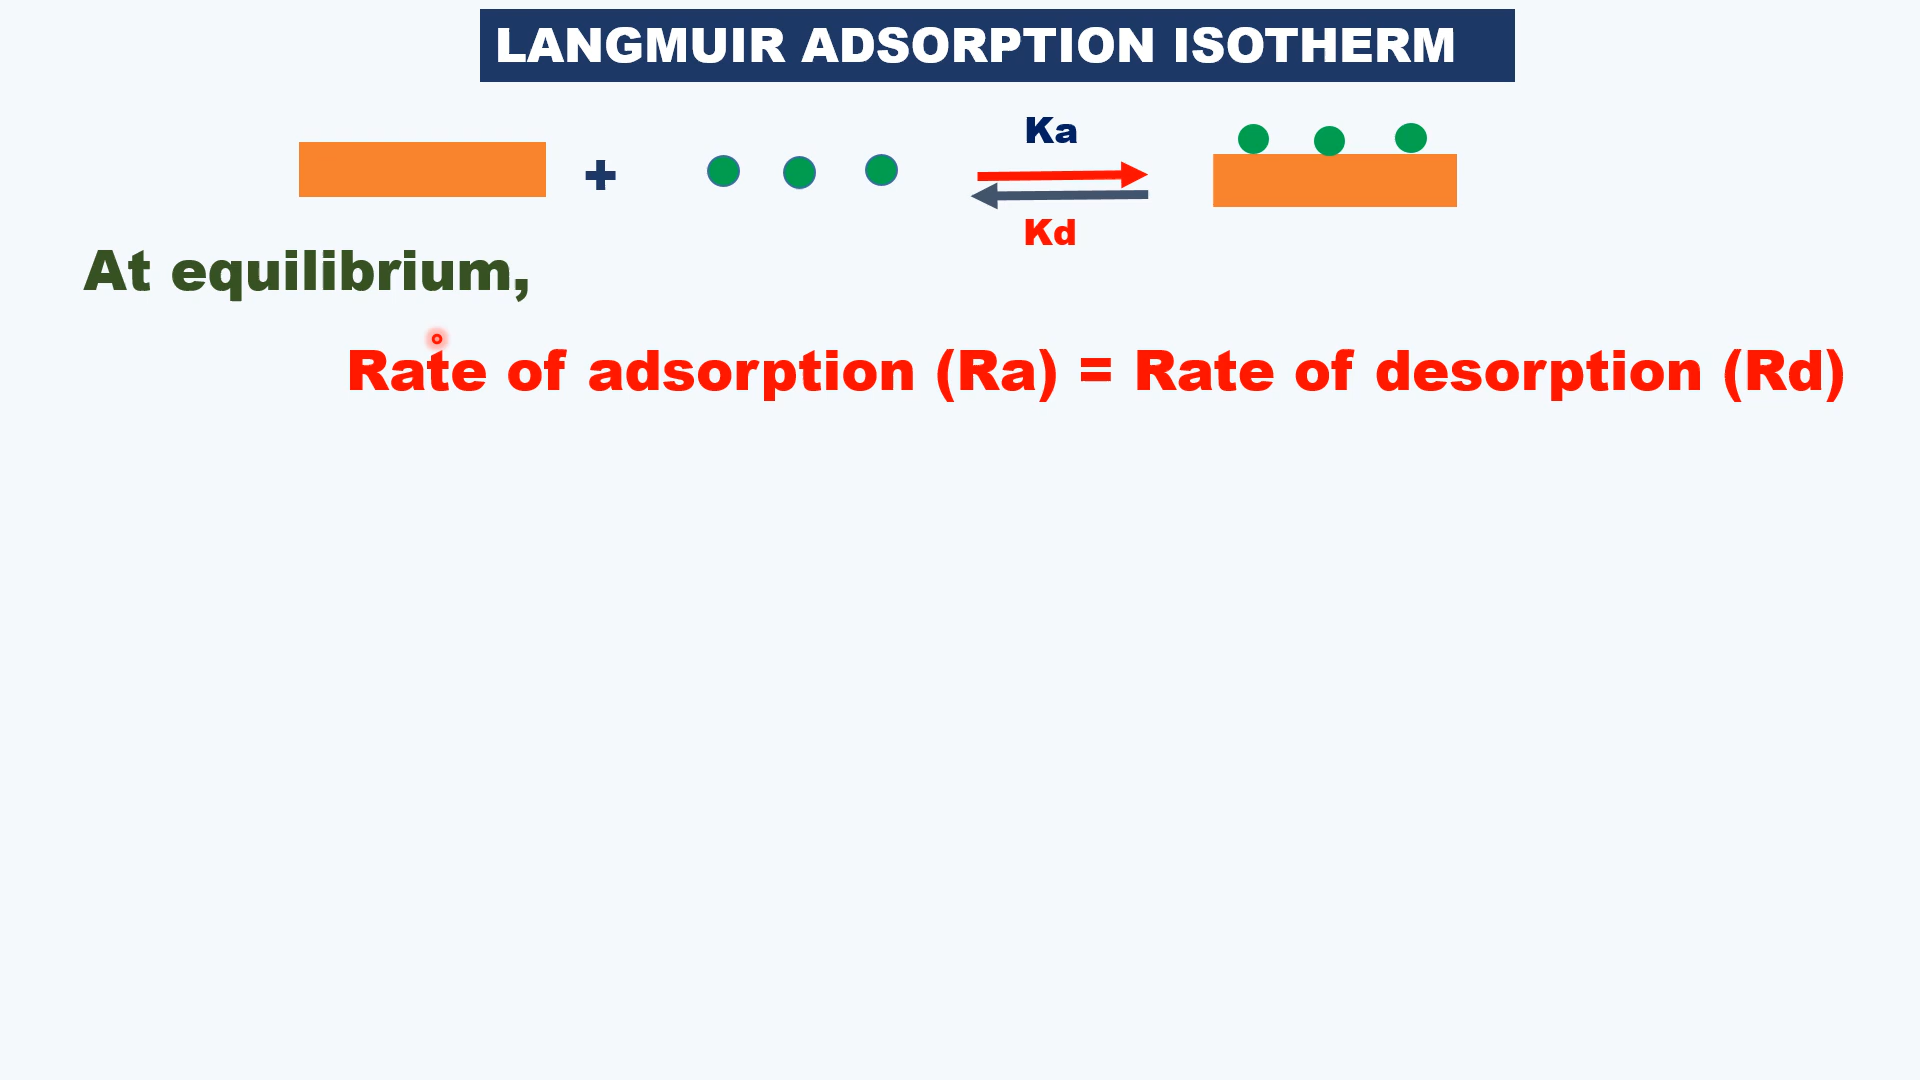 LANGMUIR ADSORPTION ISOTHERM
Ka
+
Kd
At equilibrium,
Rate of adsorption (Ra) = Rate of desorption (Rd)